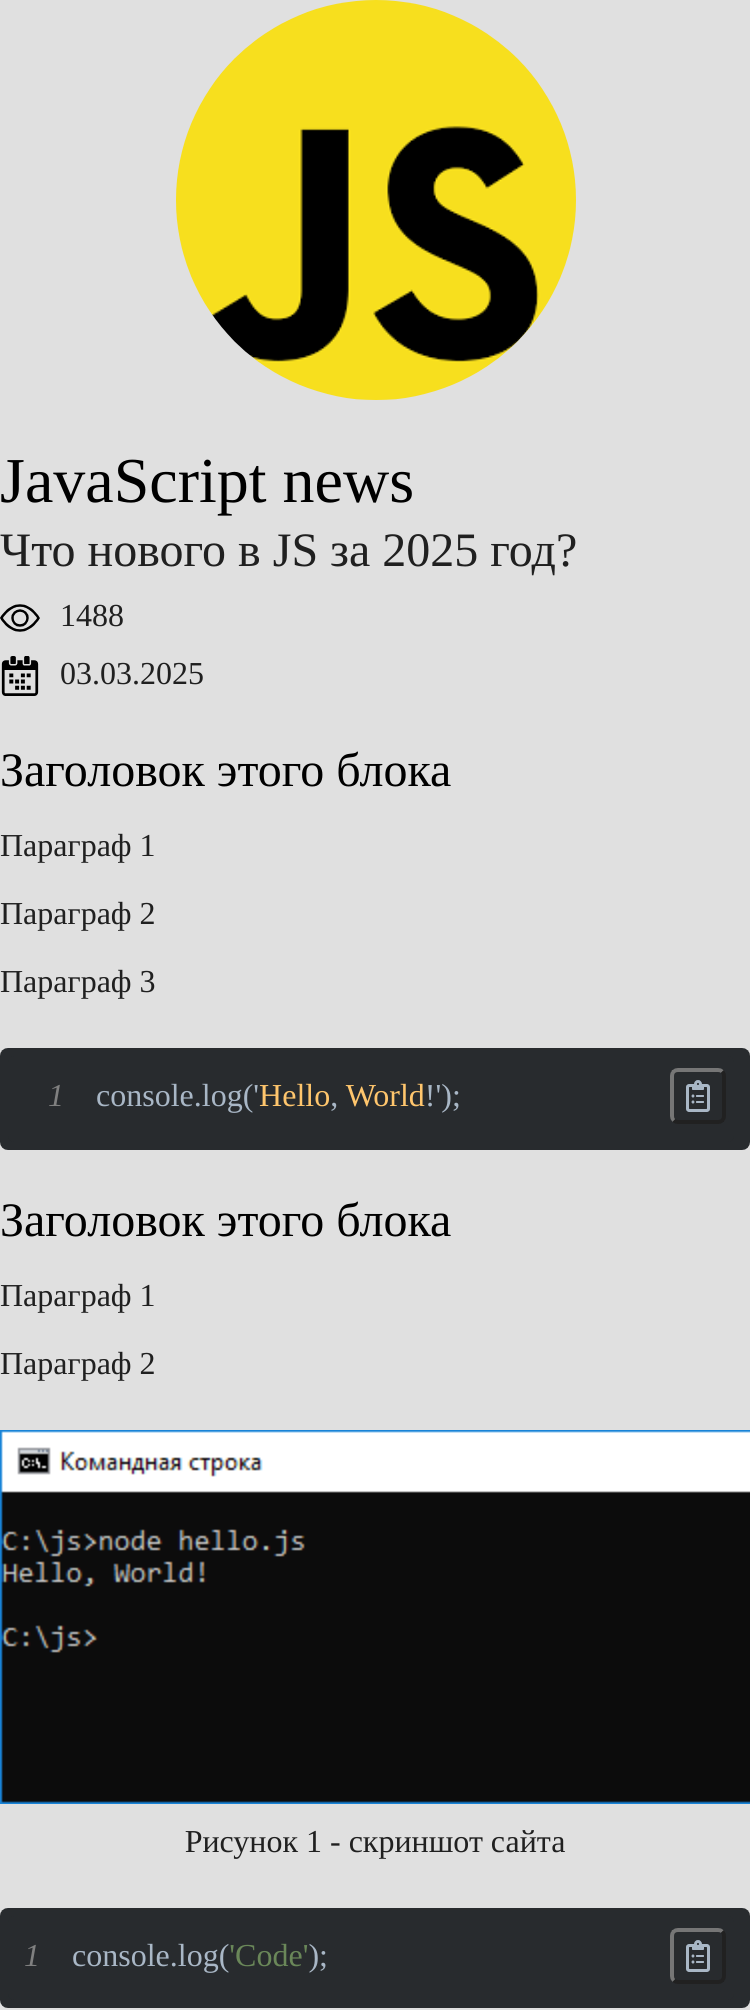 JS
JavaScript news
Что нового в JS за 2025 год?
1488
03.03.2025
Заголовок этого блока
Параграф 1
Параграф 2
Параграф 3
1 console.log('Hello, World!');
Заголовок этого блока
Параграф 1
Параграф 2
C:\. Командная строка
C:\js>node hello.js
Hello, World!
C:\js>
Рисунок 1 - скриншот сайта
1 console.log('Code');